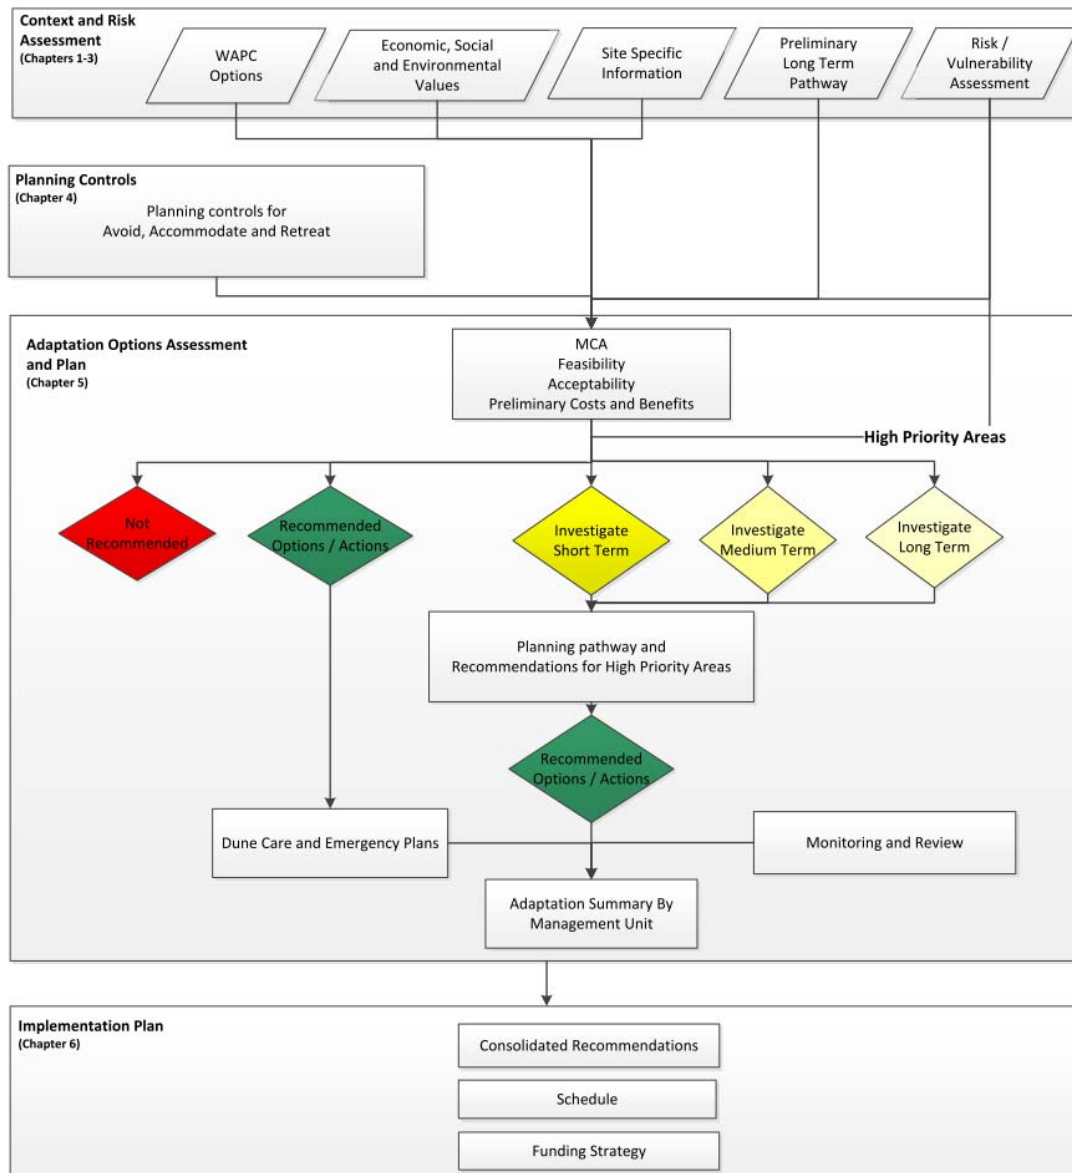 Context and Risk
Assessment
(Chapters 1-3)
WAPC
Options
Economic, Social
and Environmental
Values
Site Specific
Information
Preliminary
Long Term
Pathway
Risk /
Vulnerability
Assessment
Planning Controls
(Chapter 4)
Planning controls for
Avoid, Accommodate and Retreat
Adaptation Options Assessment
and Plan
(Chapter 5)
MCA
Feasibility
Acceptability
Preliminary Costs and Benefits
High Priority Areas
Not
Recommended
Recommended
Options / Actions
Investigate
Short Term
Investigate
Medium Term
Investigate
Long Term
Planning pathway and
Recommendations for High Priority Areas
Recommended
Options / Actions
Dune Care and Emergency Plans
Monitoring and Review
Adaptation Summary By
Management Unit
Implementation Plan
(Chapter 6)
Consolidated Recommendations
Schedule
Funding Strategy